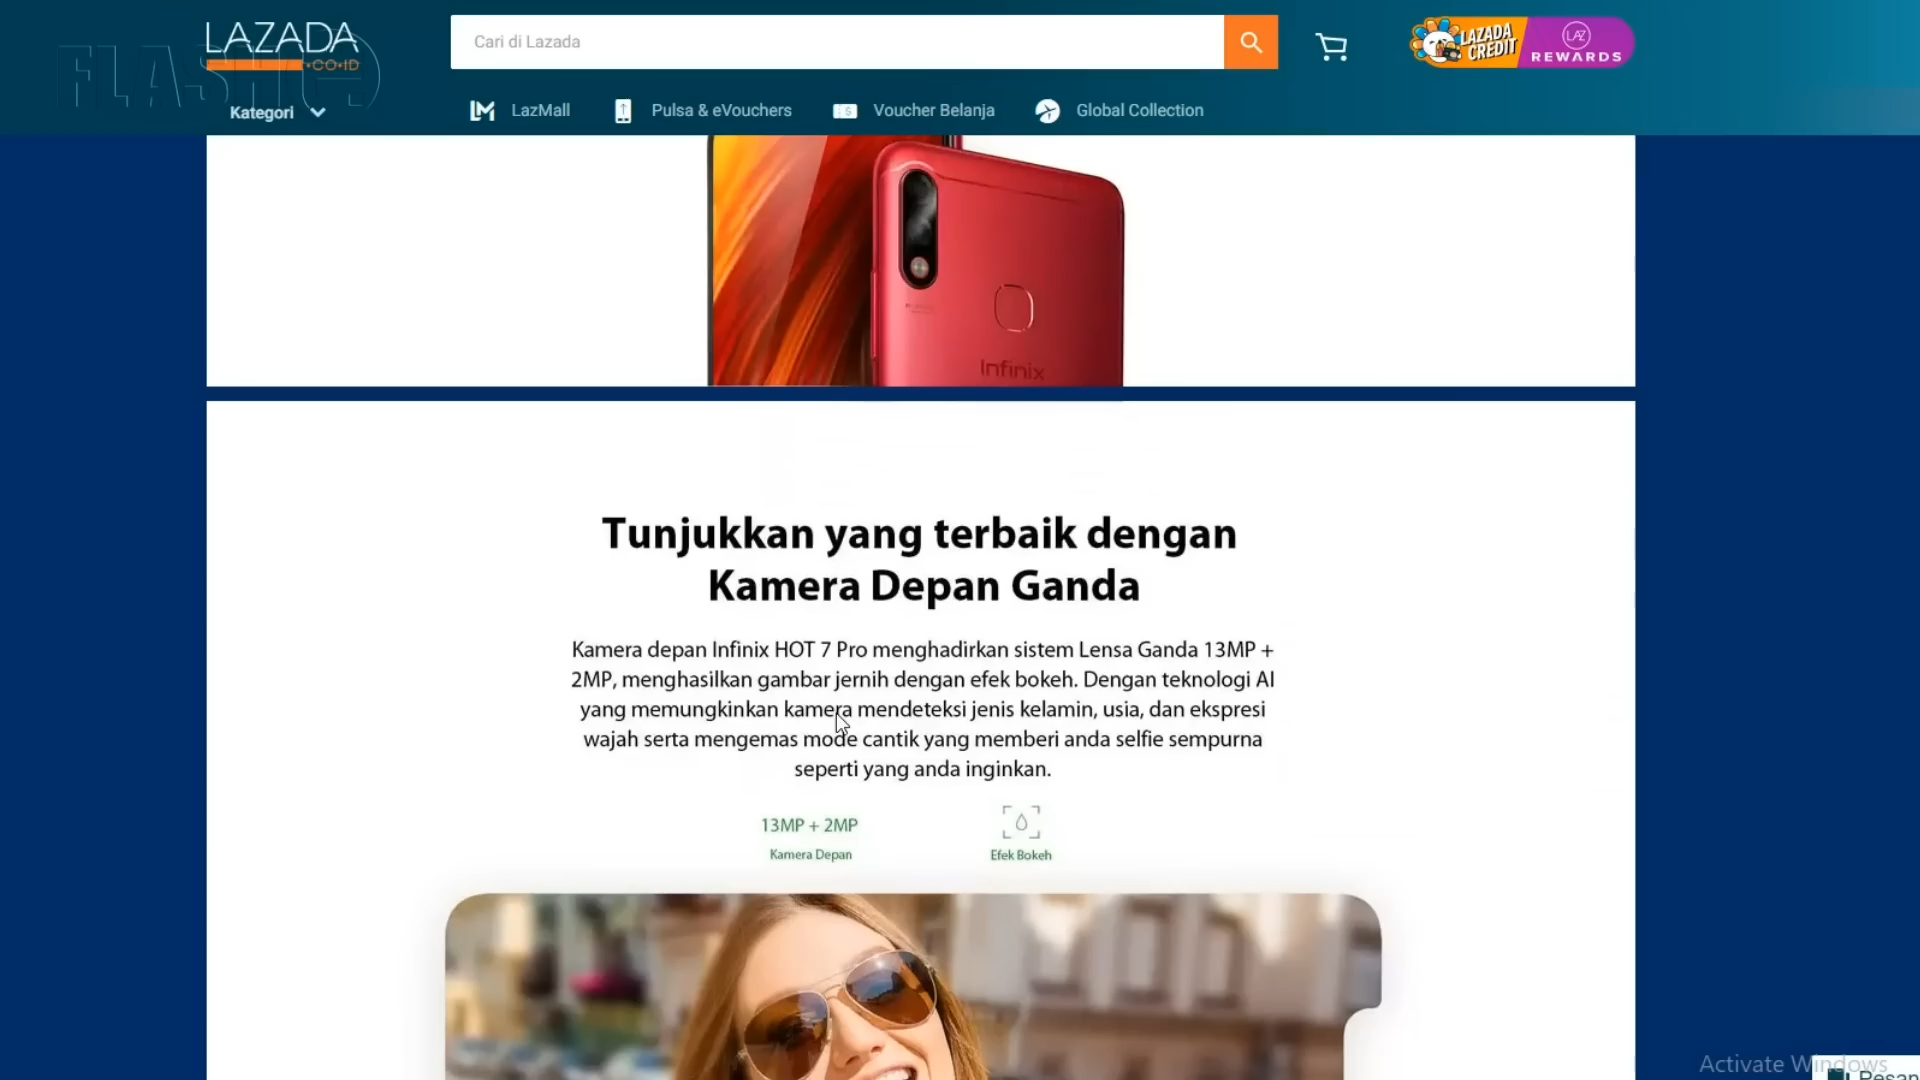 LAZADA
.CO.ID
FLASH
Cari di Lazada
LAZADA
CREDIT
LAZ
REWARDS
Kategori
LazMall
Pulsa & eVouchers
Voucher Belanja
Global Collection
Infinix
Tunjukkan yang terbaik dengan
Kamera Depan Ganda
Kamera depan Infinix HOT 7 Pro menghadirkan sistem Lensa Ganda 13MP +
2MP, menghasilkan gambar jernih dengan efek bokeh. Dengan teknologi AI
yang memungkinkan kamera mendeteksi jenis kelamin, usia, dan ekspresi
wajah serta mengemas mode cantik yang memberi anda selfie sempurna
seperti yang anda inginkan.
13MP + 2MP
Kamera Depan
Efek Bokeh
Activate Windows
Pesan